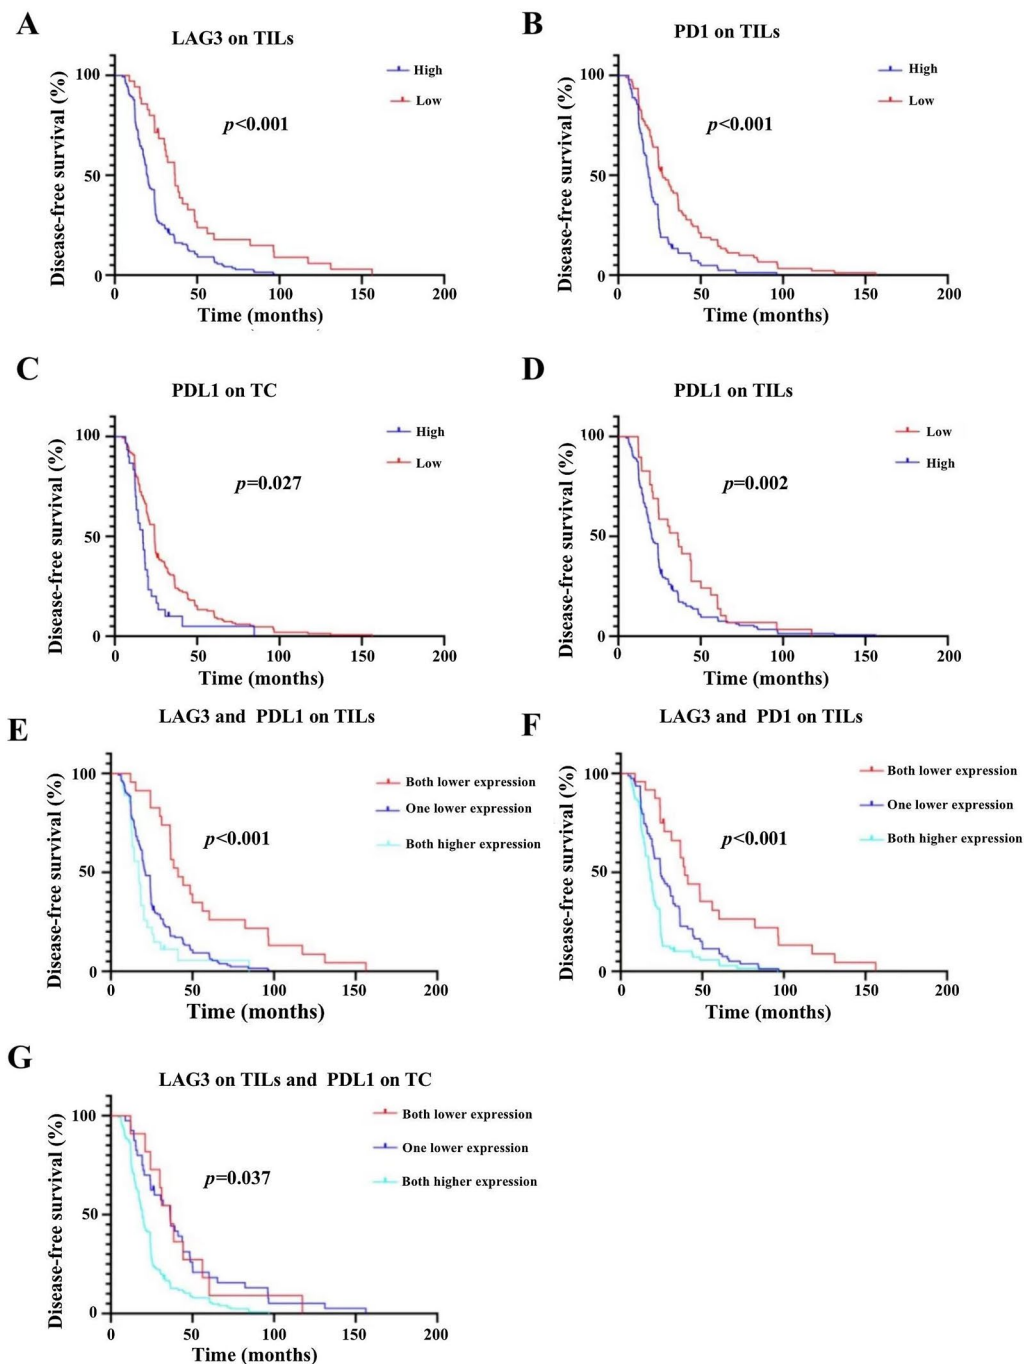 A
LAG3 on TILs
Disease-free survival (%)
100
50
0
0 50 100 150 200
Time (months)
High
Low
p<0.001
B
PD1 on TILs
Disease-free survival (%)
100
50
0
0 50 100 150 200
Time (months)
High
Low
p<0.001
C
PDL1 on TC
Disease-free survival (%)
100
50
0
0 50 100 150 200
Time (months)
High
Low
p=0.027
D
PDL1 on TILs
Disease-free survival (%)
100
50
0
0 50 100 150 200
Time (months)
Low
High
p=0.002
E
LAG3 and PDL1 on TILs
Disease-free survival (%)
100
50
0
0 50 100 150 200
Time (months)
Both lower expression
One lower expression
Both higher expression
p<0.001
F
LAG3 and PD1 on TILs
Disease-free survival (%)
100
50
0
0 50 100 150 200
Time (months)
Both lower expression
One lower expression
Both higher expression
p<0.001
G
LAG3 on TILs and PDL1 on TC
Disease-free survival (%)
100
50
0
0 50 100 150 200
Time (months)
Both lower expression
One lower expression
Both higher expression
p=0.037